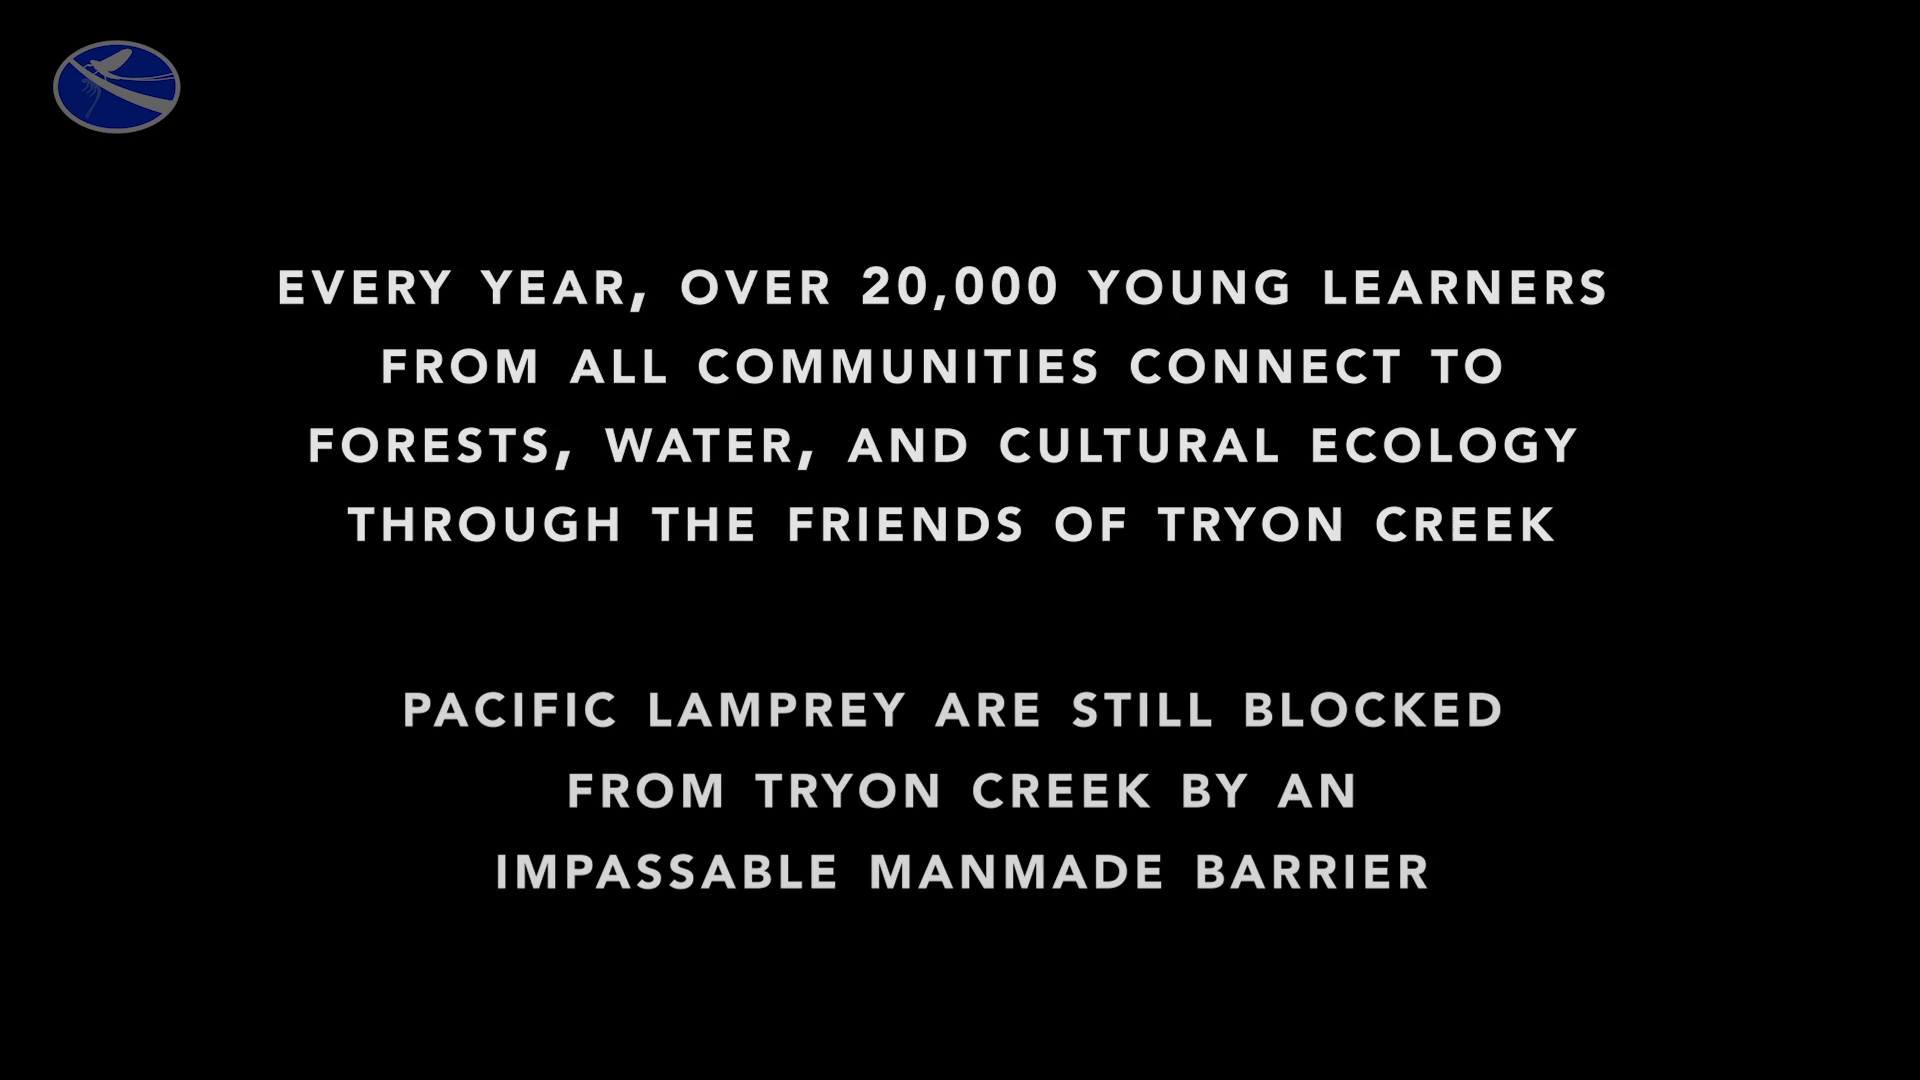 EVERY YEAR, OVER 20,000 YOUNG LEARNERS
FROM ALL COMMUNITIES CONNECT TO
FORESTS, WATER, AND CULTURAL ECOLOGY
THROUGH THE FRIENDS OF TRYON CREEK
PACIFIC LAMPREY ARE STILL BLOCKED
FROM TRYON CREEK BY AN
IMPASSABLE MANMADE BARRIER